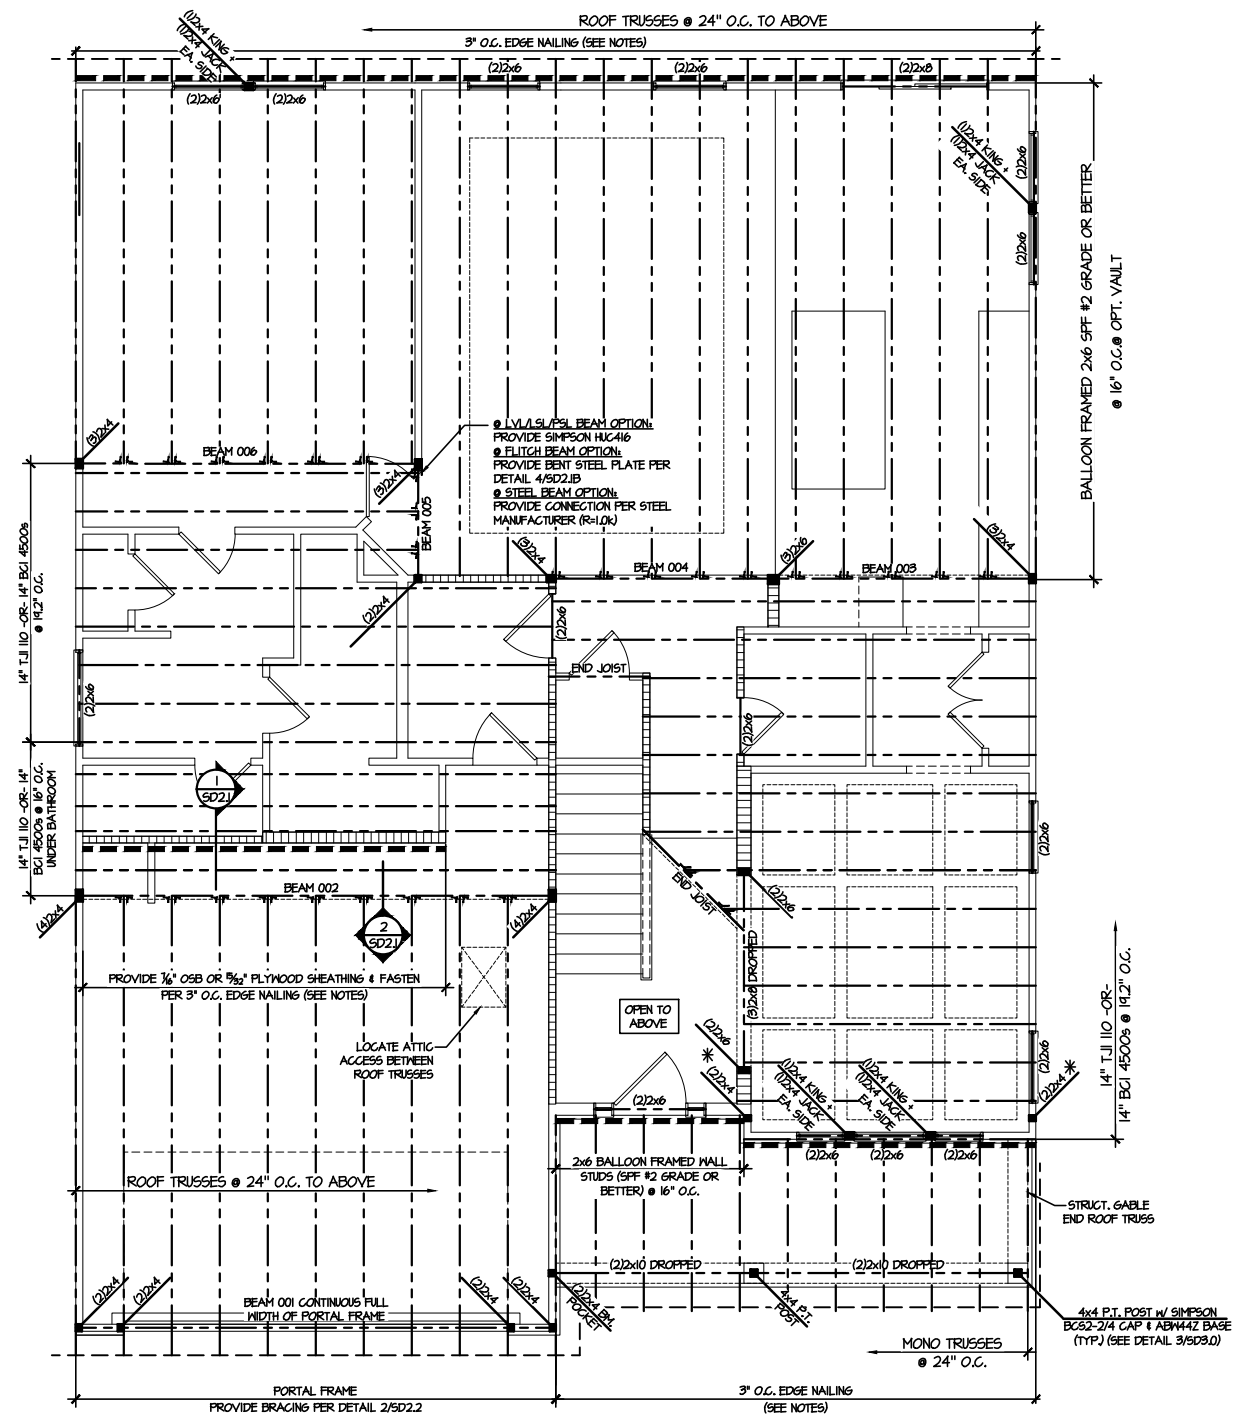 ROOF TRUSSES @ 24" O.C. TO ABOVE
3" O.C. EDGE NAILING (SEE NOTES)
(1)2x4 KING +
(1)2x4 JACK
EA. SIDE
(2)2x6
(2)2x6
(2)2x6
(2)2x6
(2)2x8
(1)2x4 KING +
(1)2x4 JACK
EA. SIDE
(2)2x6
(2)2x6
BALLOON FRAMED 2x6 SPF #2 GRADE OR BETTER
@ 16" O.C.@ OPT. VAULT
(3)2x4
BEAM 006
(3)2x4
BEAM 005
@ LVL/LSL/PSL BEAM OPTION:
PROVIDE SIMPSON HUC416
@ FLITCH BEAM OPTION:
PROVIDE BENT STEEL PLATE PER
DETAIL 4/SD2.1B
@ STEEL BEAM OPTION:
PROVIDE CONNECTION PER STEEL
MANUFACTURER (R=1.0k)
(3)2x4
BEAM 004
(3)2x6
BEAM 003
(3)2x4
14" TJI 110 -OR- 14" BCI 4500s
@ 19.2" O.C.
(2)2x4
(2)2x6
END JOIST
(2)2x6
(2)2x6
14" TJI 110 -OR- 14"
BCI 4500s @ 16" O.C.
UNDER BATHROOM
1
SD2.1
BEAM 002
(4)2x4
(4)2x4
2
SD2.1
END JOIST
(2)2x6
(2)2x6
(3)2x8 DROPPED
PROVIDE 7/16" OSB OR 15/32" PLYWOOD SHEATHING & FASTEN
PER 3" O.C. EDGE NAILING (SEE NOTES)
LOCATE ATTIC
ACCESS BETWEEN
ROOF TRUSSES
OPEN TO
ABOVE
(2)2x6
*
(2)2x4
(2)2x6
(1)2x4 KING +
(1)2x4 JACK
EA. SIDE
(1)2x4 KING +
(1)2x4 JACK
EA. SIDE
(2)2x6
(2)2x4 *
14" TJI 110 -OR-
14" BCI 4500s @ 19.2" O.C.
(2)2x6
(2)2x6
(2)2x6
2x6 BALLOON FRAMED WALL
STUDS (SPF #2 GRADE OR
BETTER) @ 16" O.C.
ROOF TRUSSES @ 24" O.C. TO ABOVE
STRUCT. GABLE
END ROOF TRUSS
(2)2x10 DROPPED
(2)2x10 DROPPED
(2)2x4
(2)2x4
(2)2x4
(2)2x4
BEAM 001 CONTINUOUS FULL
WIDTH OF PORTAL FRAME
(2)2x4 BM.
POCKET
4x4 P.T.
POST
4x4 P.T. POST W/ SIMPSON
BCS2-2/4 CAP & ABW44Z BASE
(TYP.) (SEE DETAIL 3/SD3.0)
MONO TRUSSES
@ 24" O.C.
PORTAL FRAME
PROVIDE BRACING PER DETAIL 2/SD2.2
3" O.C. EDGE NAILING
(SEE NOTES)